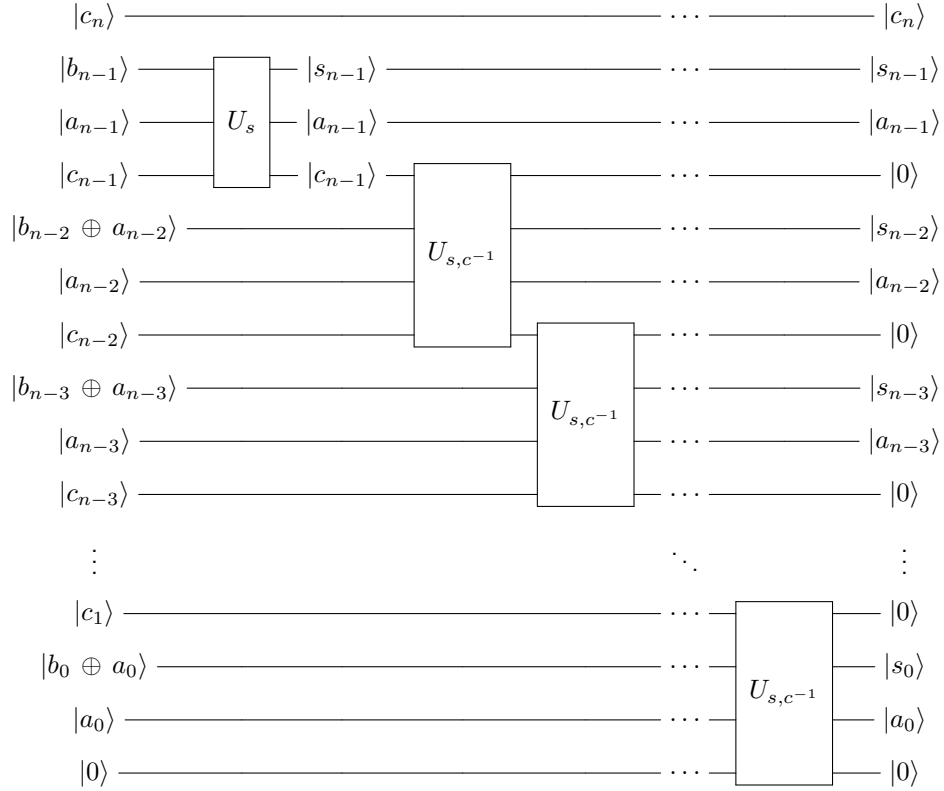 |c_n⟩ ⋯ |c_n⟩
|b_{n−1}⟩ |s_{n−1}⟩ ⋯ |s_{n−1}⟩
|a_{n−1}⟩ U_s |a_{n−1}⟩ ⋯ |a_{n−1}⟩
|c_{n−1}⟩ |c_{n−1}⟩ ⋯ |0⟩
|b_{n−2} ⊕ a_{n−2}⟩ U_{s,c^{−1}} ⋯ |s_{n−2}⟩
|a_{n−2}⟩ ⋯ |a_{n−2}⟩
|c_{n−2}⟩ ⋯ |0⟩
|b_{n−3} ⊕ a_{n−3}⟩ U_{s,c^{−1}} ⋯ |s_{n−3}⟩
|a_{n−3}⟩ ⋯ |a_{n−3}⟩
|c_{n−3}⟩ ⋯ |0⟩
⋮ ⋱ ⋮
|c_1⟩ ⋯ |0⟩
|b_0 ⊕ a_0⟩ ⋯ U_{s,c^{−1}} |s_0⟩
|a_0⟩ ⋯ |a_0⟩
|0⟩ ⋯ |0⟩